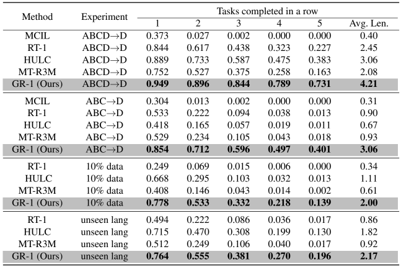 Method Experiment Tasks completed in a row Avg. Len.
1 2 3 4 5
MCIL ABCD→D 0.373 0.027 0.002 0.000 0.000 0.40
RT-1 ABCD→D 0.844 0.617 0.438 0.323 0.227 2.45
HULC ABCD→D 0.889 0.733 0.587 0.475 0.383 3.06
MT-R3M ABCD→D 0.752 0.527 0.375 0.258 0.163 2.08
GR-1 (Ours) ABCD→D 0.949 0.896 0.844 0.789 0.731 4.21
MCIL ABC→D 0.304 0.013 0.002 0.000 0.000 0.31
RT-1 ABC→D 0.533 0.222 0.094 0.038 0.013 0.90
HULC ABC→D 0.418 0.165 0.057 0.019 0.011 0.67
MT-R3M ABC→D 0.529 0.234 0.105 0.043 0.018 0.93
GR-1 (Ours) ABC→D 0.854 0.712 0.596 0.497 0.401 3.06
RT-1 10% data 0.249 0.069 0.015 0.006 0.000 0.34
HULC 10% data 0.668 0.295 0.103 0.032 0.013 1.11
MT-R3M 10% data 0.408 0.146 0.043 0.014 0.002 0.61
GR-1 (Ours) 10% data 0.778 0.533 0.332 0.218 0.139 2.00
RT-1 unseen lang 0.494 0.222 0.086 0.036 0.017 0.86
HULC unseen lang 0.715 0.470 0.308 0.199 0.130 1.82
MT-R3M unseen lang 0.512 0.249 0.106 0.040 0.017 0.92
GR-1 (Ours) unseen lang 0.764 0.555 0.381 0.270 0.196 2.17